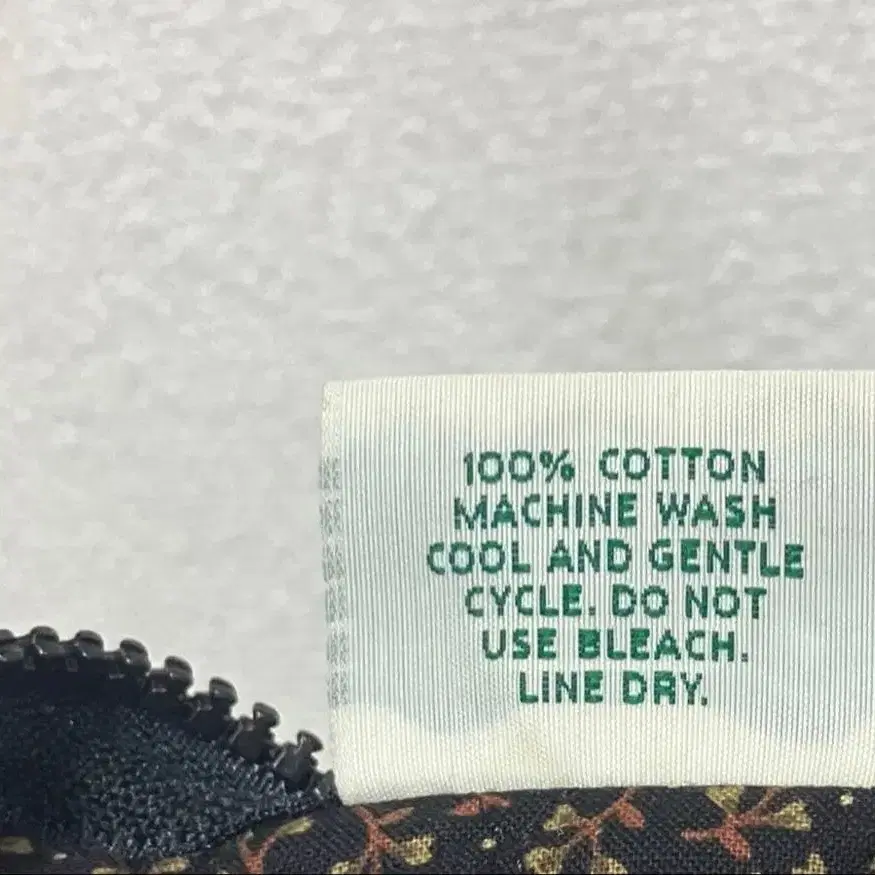 100% COTTON
MACHINE WASH
COOL AND GENTLE
CYCLE. DO NOT
USE BLEACH.
LINE DRY.